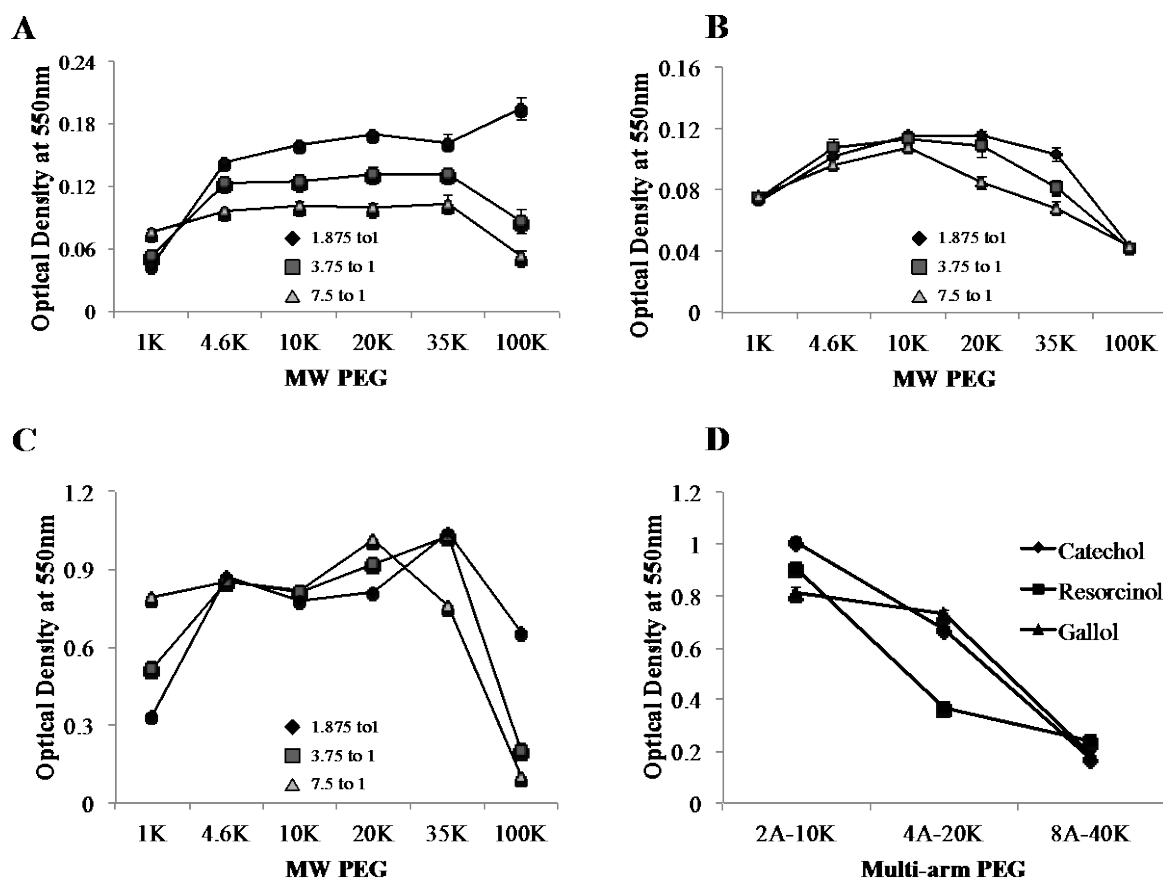 A
Optical Density at 550nm
0.24
0.18
0.12
0.06
0
1.875 to1
3.75 to 1
7.5 to 1
1K 4.6K 10K 20K 35K 100K
MW PEG
B
Optical Density at 550nm
0.16
0.12
0.08
0.04
0
1.875 to1
3.75 to 1
7.5 to 1
1K 4.6K 10K 20K 35K 100K
MW PEG
C
Optical Density at 550nm
1.2
0.9
0.6
0.3
0
1.875 to1
3.75 to 1
7.5 to 1
1K 4.6K 10K 20K 35K 100K
MW PEG
D
Optical Density at 550nm
1.2
1
0.8
0.6
0.4
0.2
0
Catechol
Resorcinol
Gallol
2A-10K 4A-20K 8A-40K
Multi-arm PEG